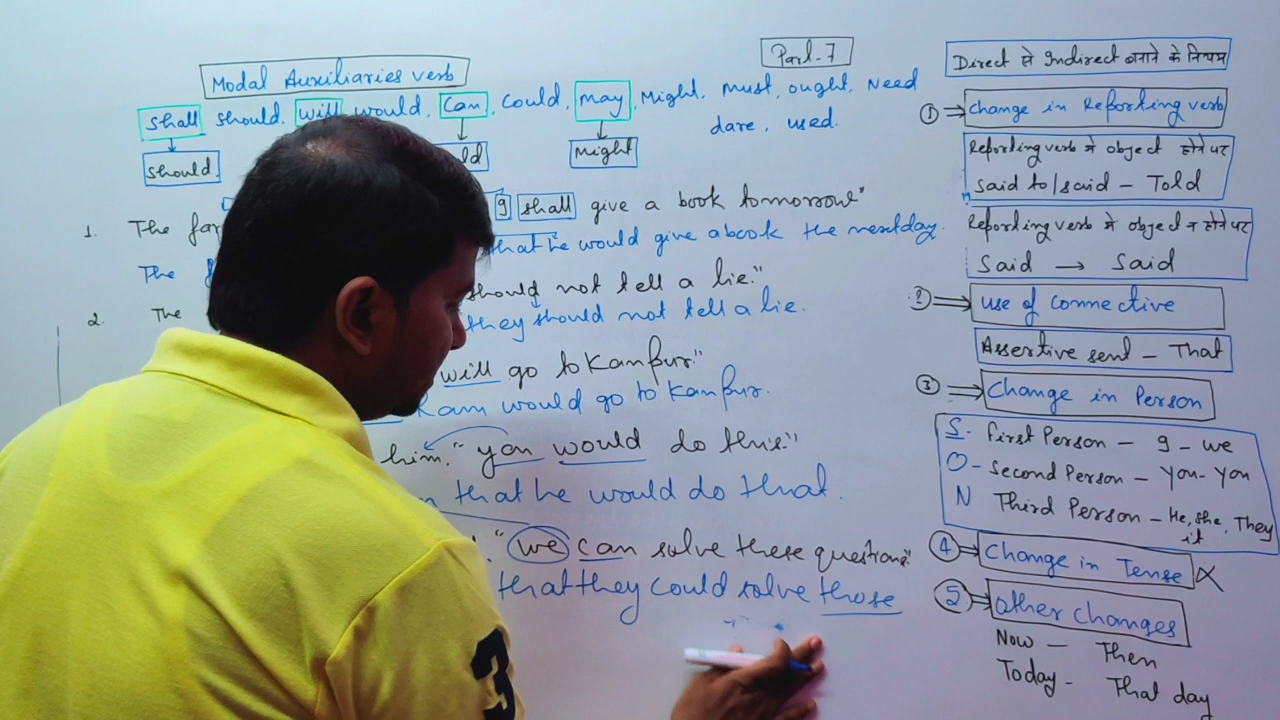 Part-7
Modal Auxiliaries verb
shall should, will would, Can, Could, may, Might, must, ought, Need
dare, used.
should. might
1. The far g shall give a book tomorrow"
The that he would give a book the next day.
should not tell a lie."
2. The they should not tell a lie.
will go to Kanpur"
Ram would go to Kanpur.
him, "you would do this."
that he would do that.
"we can solve these questions"
that they could solve those
Direct से Indirect बनाने के नियम
① Change in Reporting verb
Reporting verb मे object होने पर
Said to/said - Told
Reporting verb मे object न होने पर
Said → Said
② use of connective
Assertive sent - That
③ Change in Person
S- First Person - I - we
O- Second Person - You - You
N Third Person - He, she, They
it
④ Change in Tense
⑤ other changes
Now - Then
Today - That day
3